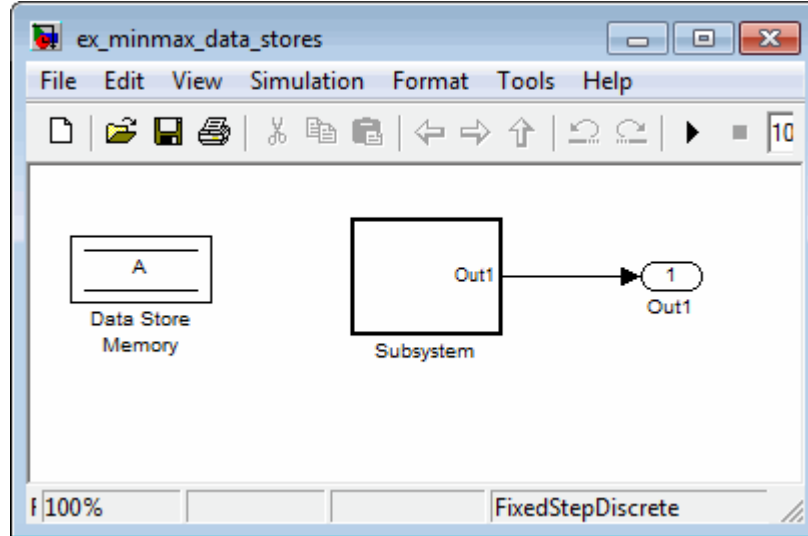 ex_minmax_data_stores
File Edit View Simulation Format Tools Help
10
A
Data Store
Memory
Out1
Subsystem
1
Out1
100%
FixedStepDiscrete